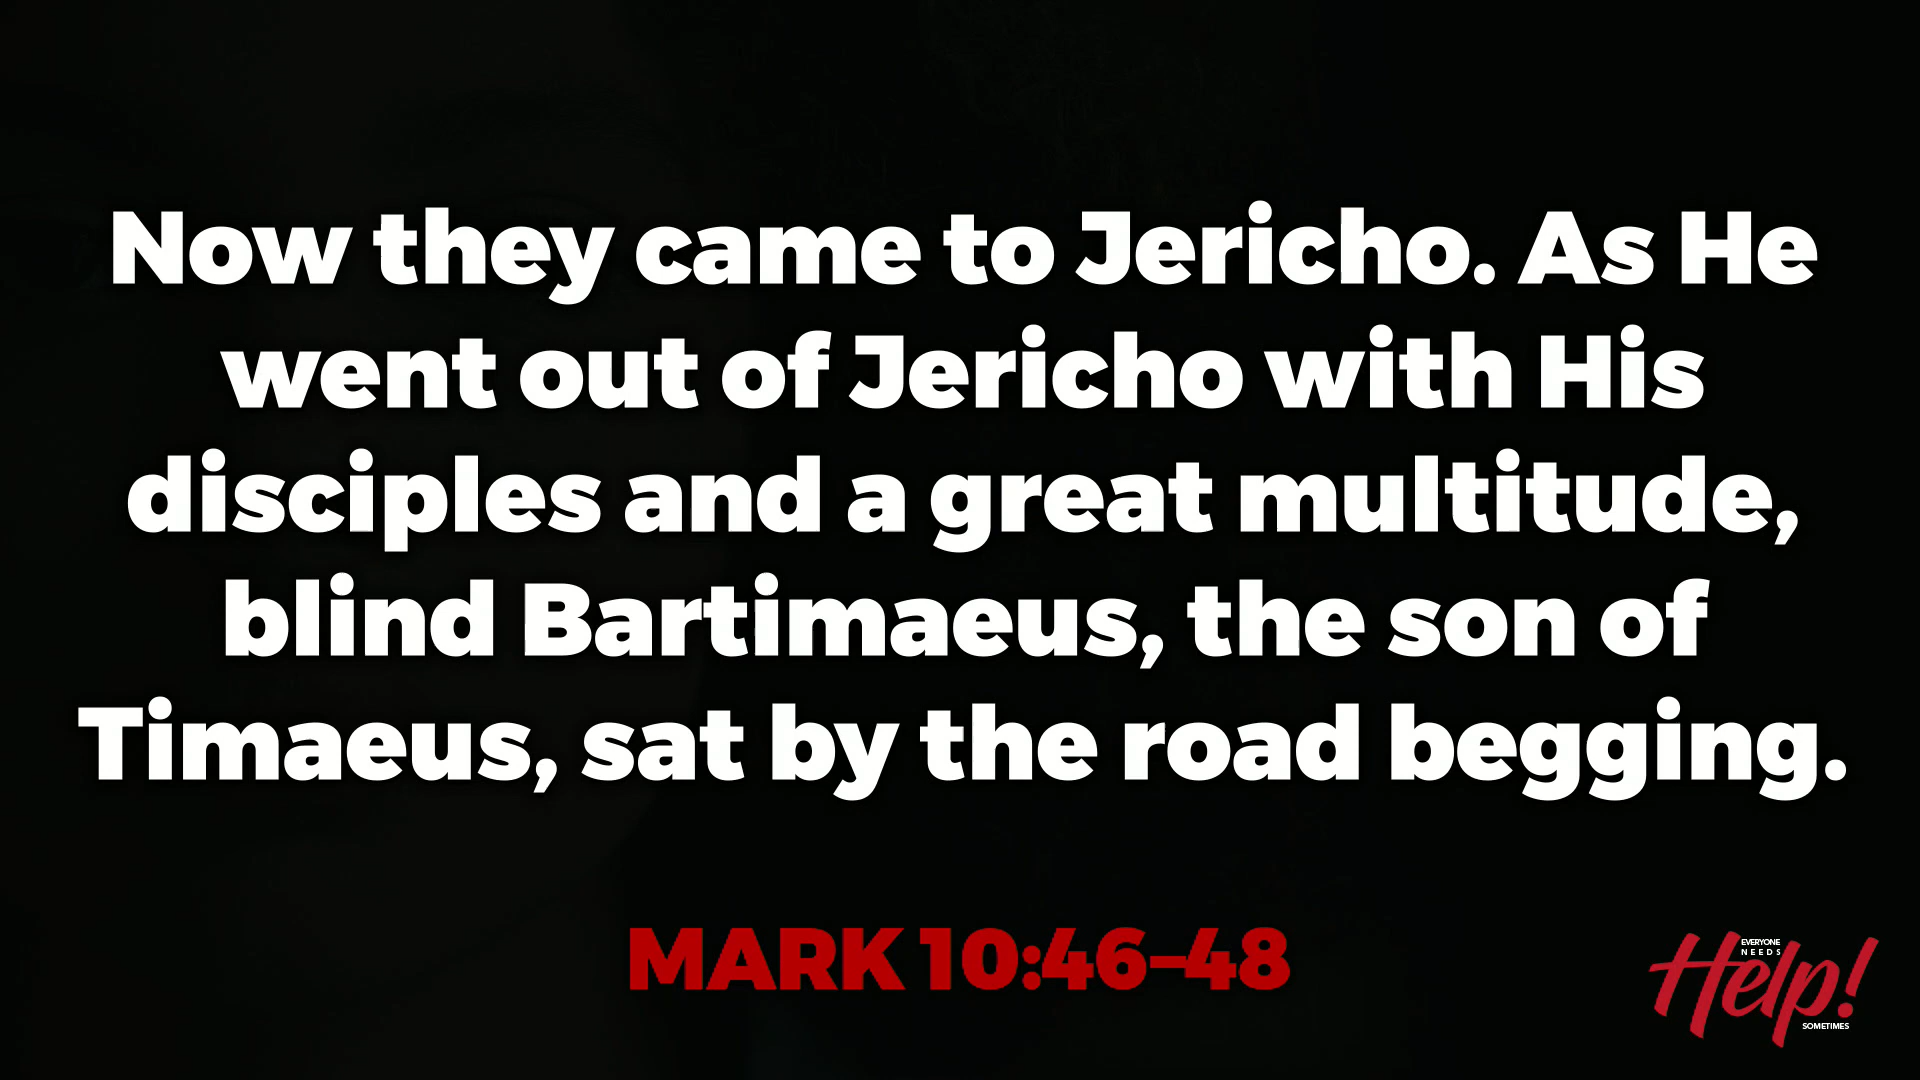 Now they came to Jericho. As He
went out of Jericho with His
disciples and a great multitude,
blind Bartimaeus, the son of
Timaeus, sat by the road begging.
MARK 10:46–48
EVERYONE
NEEDS
Help!
SOMETIMES